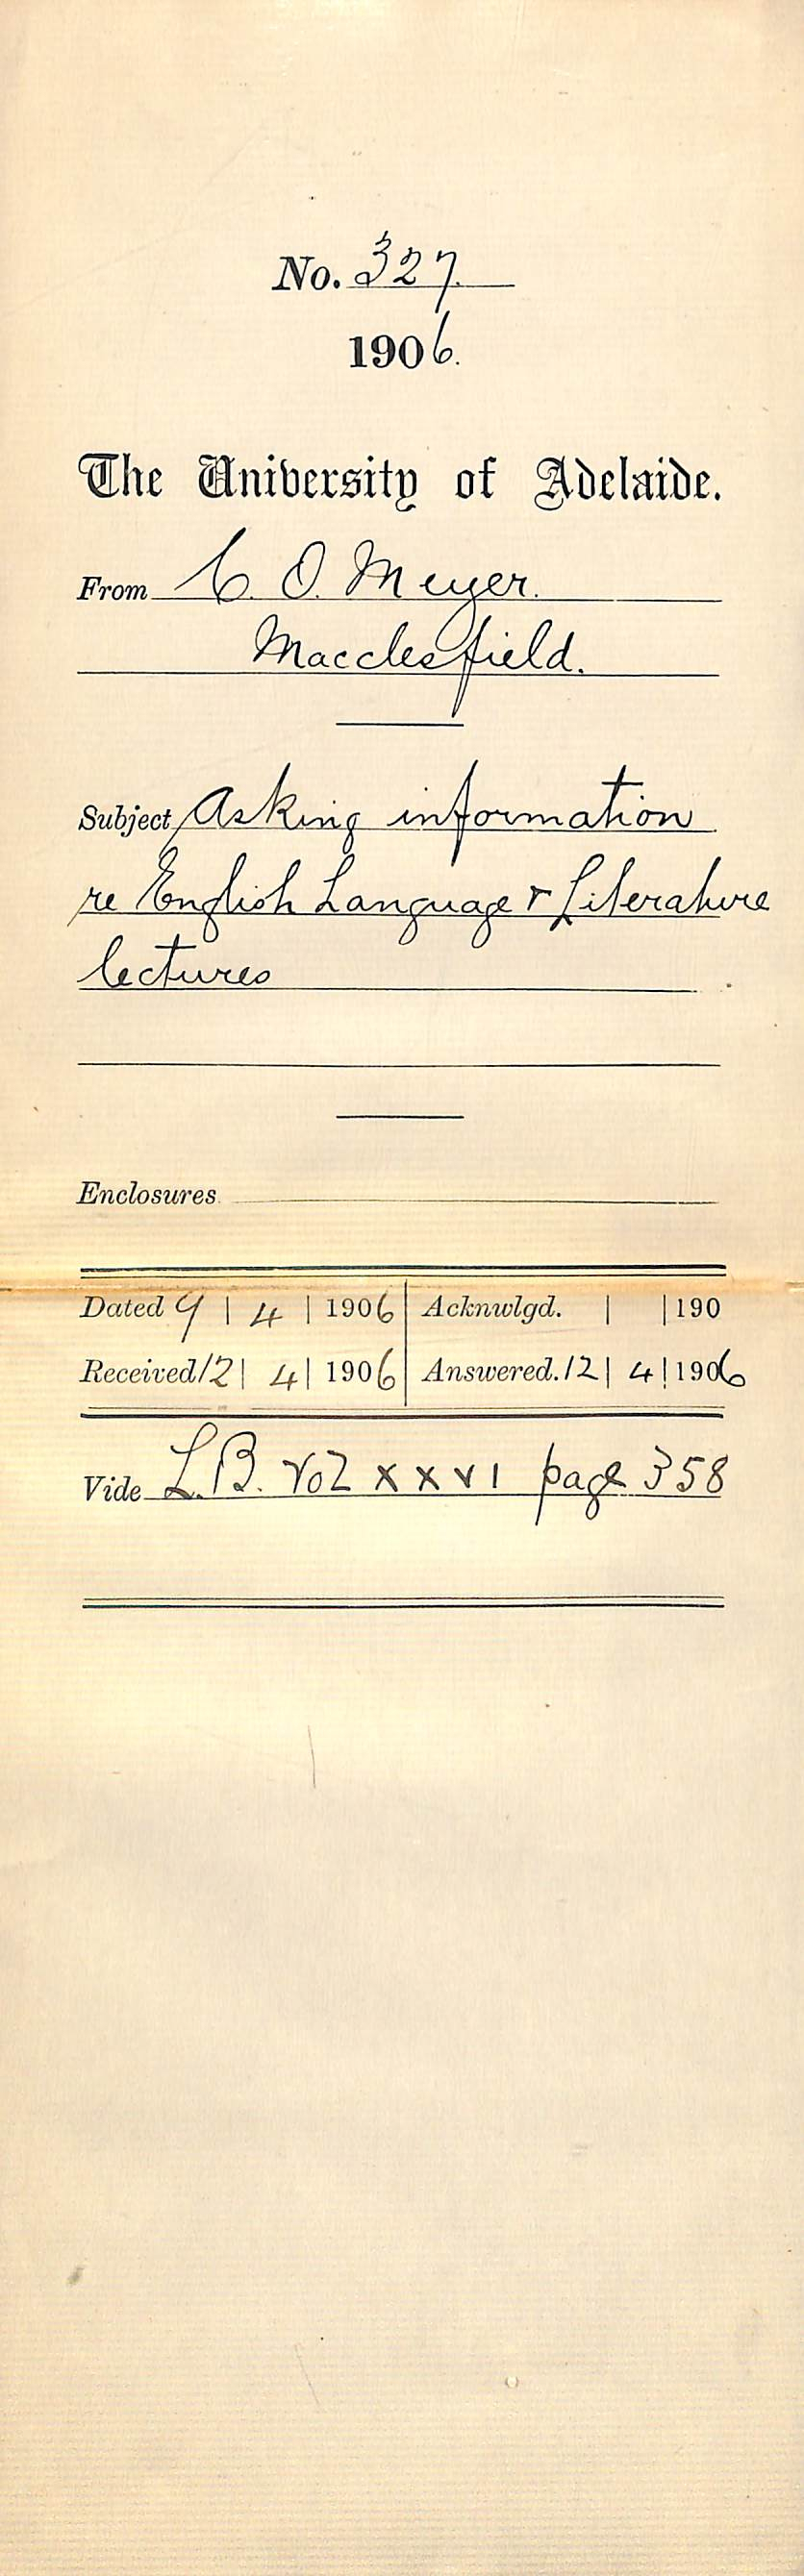 No. 327.
1906.
The University of Adelaide.
From C. O. Meyer.
Macclesfield.
Subject Asking information
re English Language & Literature
lectures
Enclosures
Dated 9 | 4 | 1906 Acknwlgd. | | 190
Received 12 | 4 | 1906 Answered. 12 | 4 | 1906
Vide L.B. Vol XXVI page 358